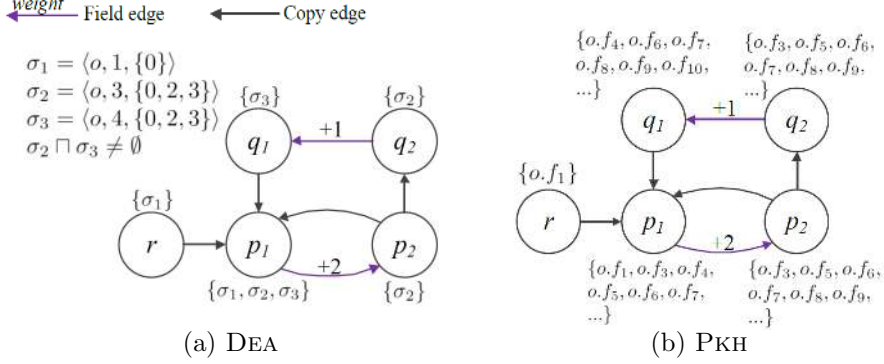 weight
Field edge
Copy edge
σ₁ = ⟨o, 1, {0}⟩
σ₂ = ⟨o, 3, {0, 2, 3}⟩
σ₃ = ⟨o, 4, {0, 2, 3}⟩
σ₂ ⊓ σ₃ ≠ ∅
{σ₃}
{σ₂}
q₁
+1
q₂
{σ₁}
r
p₁
+2
p₂
{σ₁, σ₂, σ₃}
{σ₂}
(a) DEA
{o.f₄, o.f₆, o.f₇,
o.f₈, o.f₉, o.f₁₀,
...}
{o.f₃, o.f₅, o.f₆,
o.f₇, o.f₈, o.f₉,
...}
q₁
+1
q₂
{o.f₁}
r
p₁
+2
p₂
{o.f₁, o.f₃, o.f₄,
o.f₅, o.f₆, o.f₇,
...}
{o.f₃, o.f₅, o.f₆,
o.f₇, o.f₈, o.f₉,
...}
(b) PKH